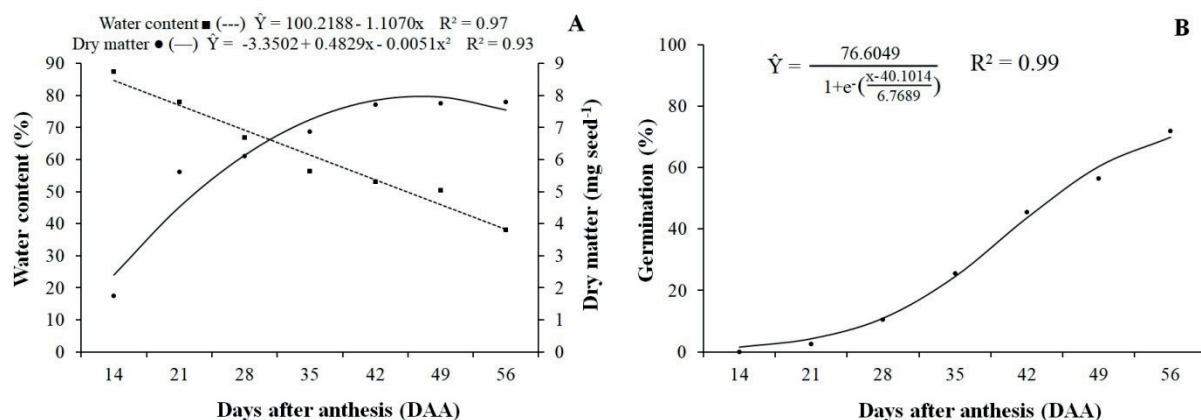 Water content ■ (---) Ŷ = 100.2188 - 1.1070x R² = 0.97
Dry matter ● (—) Ŷ = -3.3502 + 0.4829x - 0.0051x² R² = 0.93
A
90
80
70
60
50
40
30
20
10
0
Water content (%)
9
8
7
6
5
4
3
2
1
0
Dry matter (mg seed⁻¹)
14 21 28 35 42 49 56
Days after anthesis (DAA)
B
Ŷ = 76.6049 / 1+e-(x-40.1014 / 6.7689) R² = 0.99
100
80
60
40
20
0
Germination (%)
14 21 28 35 42 49 56
Days after anthesis (DAA)